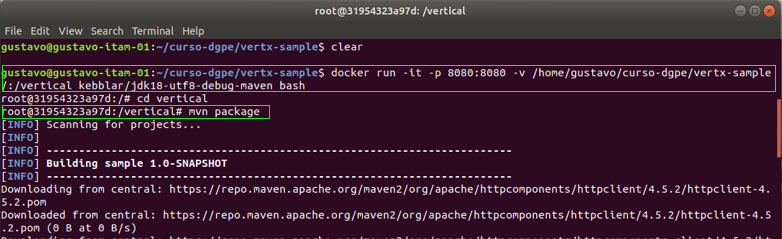 root@31954323a97d: /vertical
File Edit View Search Terminal Help
gustavo@gustavo-itam-01:~/curso-dgpe/vertx-sample$ clear
gustavo@gustavo-itam-01:~/curso-dgpe/vertx-sample$ docker run -it -p 8080:8080 -v /home/gustavo/curso-dgpe/vertx-sample
/:/vertical kebblar/jdk18-utf8-debug-maven bash
root@31954323a97d:/# cd vertical
root@31954323a97d:/vertical# mvn package
[INFO] Scanning for projects...
[INFO]
[INFO] ------------------------------------------------------------------------
[INFO] Building sample 1.0-SNAPSHOT
[INFO] ------------------------------------------------------------------------
Downloading from central: https://repo.maven.apache.org/maven2/org/apache/httpcomponents/httpclient/4.5.2/httpclient-4.
5.2.pom
Downloaded from central: https://repo.maven.apache.org/maven2/org/apache/httpcomponents/httpclient/4.5.2/httpclient-4.5
.2.pom (0 B at 0 B/s)